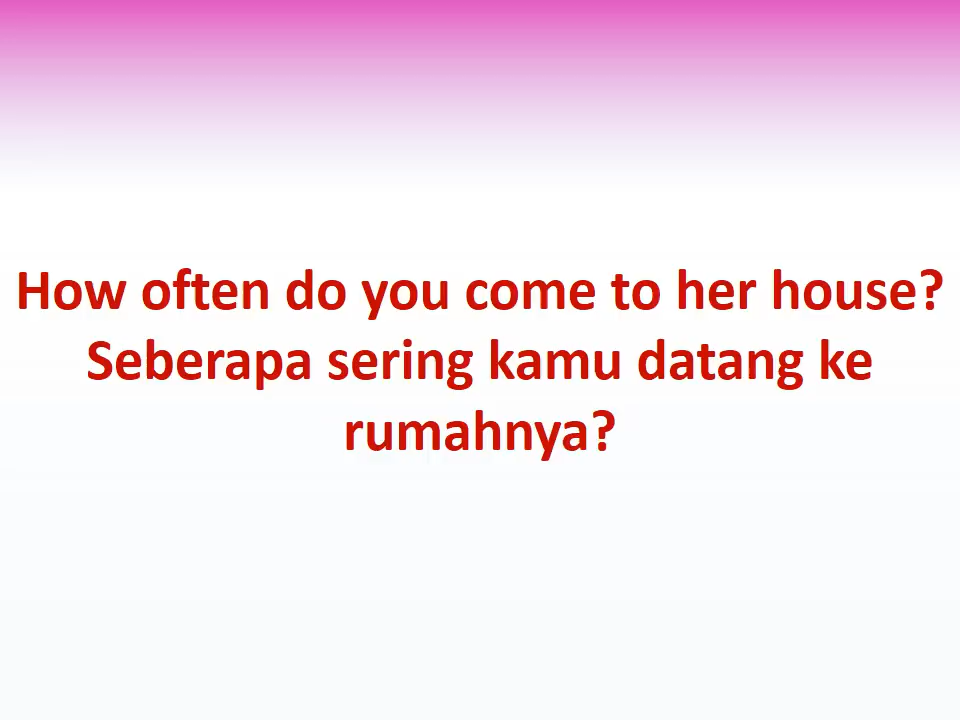 How often do you come to her house?
Seberapa sering kamu datang ke
rumahnya?